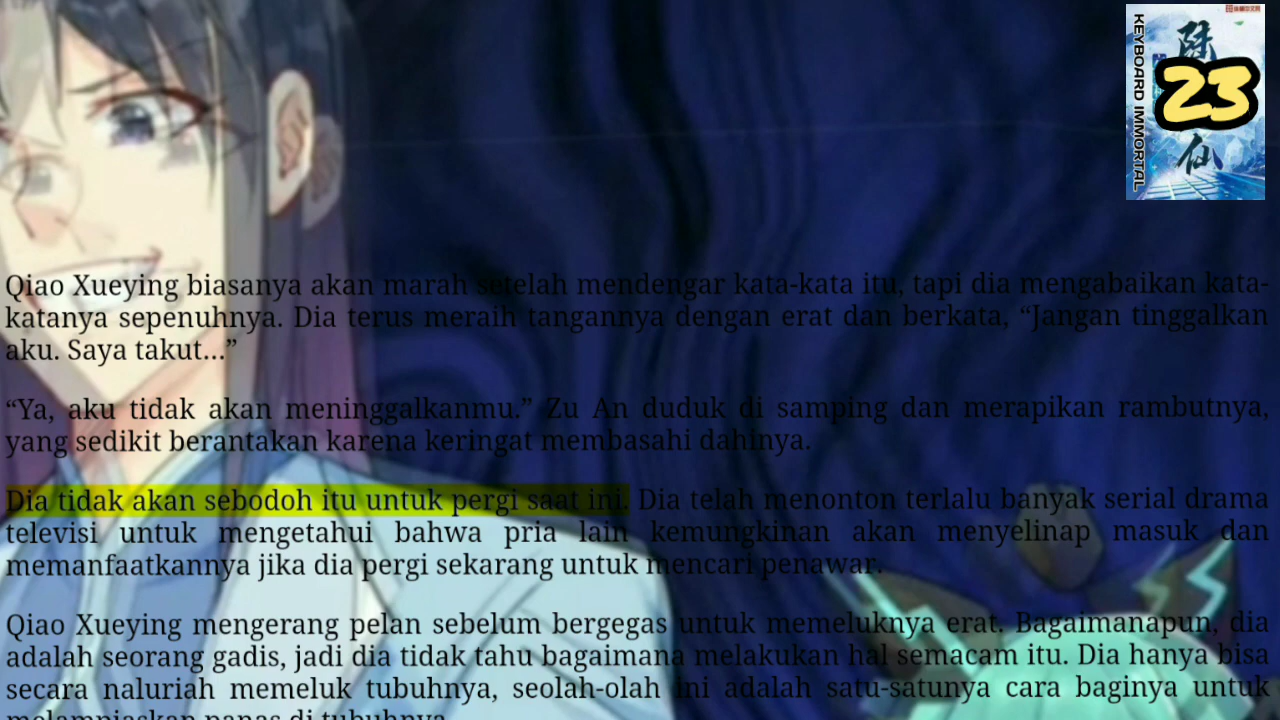 陸
23
仙
KEYBOARD IMMORTAL
Qiao Xueying biasanya akan marah setelah mendengar kata-kata itu, tapi dia mengabaikan kata-
katanya sepenuhnya. Dia terus meraih tangannya dengan erat dan berkata, “Jangan tinggalkan
aku. Saya takut...”
“Ya, aku tidak akan meninggalkanmu.” Zu An duduk di samping dan merapikan rambutnya,
yang sedikit berantakan karena keringat membasahi dahinya.
Dia tidak akan sebodoh itu untuk pergi saat ini. Dia telah menonton terlalu banyak serial drama
televisi untuk mengetahui bahwa pria lain kemungkinan akan menyelinap masuk dan
memanfaatkannya jika dia pergi sekarang untuk mencari penawar.
Qiao Xueying mengerang pelan sebelum bergegas untuk memeluknya erat. Bagaimanapun, dia
adalah seorang gadis, jadi dia tidak tahu bagaimana melakukan hal semacam itu. Dia hanya bisa
secara naluriah memeluk tubuhnya, seolah-olah ini adalah satu-satunya cara baginya untuk
melampiaskan panas di tubuhnya.